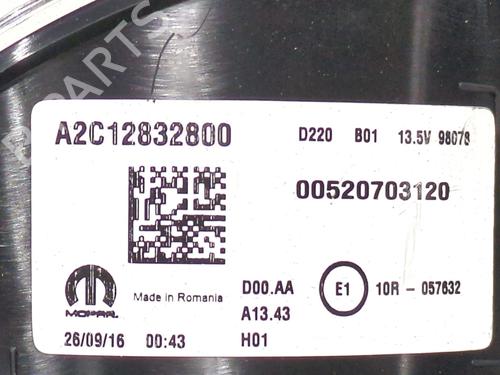 B-PARTS
A2C12832800 D220 B01 13.5V 98078
00520703120
MOPAR.
Made in Romania
D00.AA
A13.43
H01
E1
10R - 057632
26/09/16 00:43